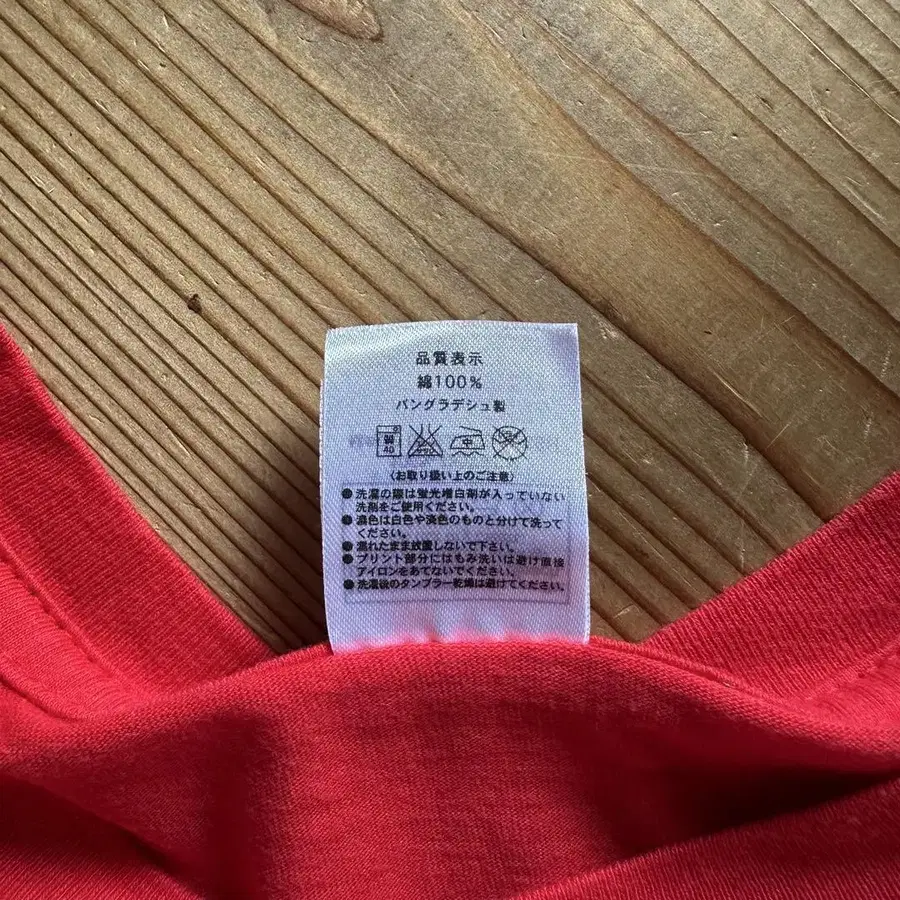 品質表示
綿100%
バングラデシュ製
40
中
(お取り扱い上のご注意)
●洗濯の際は蛍光増白剤が入っていない
洗剤をご使用ください。
●濃色は白色や淡色のものと分けて洗って
ください。
●濡れたまま放置しないで下さい。
●プリント部分にはもみ洗いは避け直接
アイロンをあてないでください。
●洗濯後のタンブラー乾燥は避けてください。